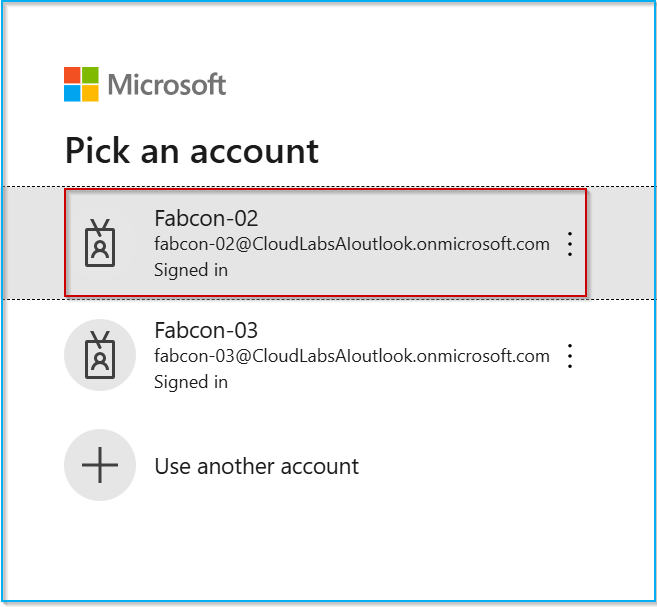 Microsoft
Pick an account
Fabcon-02
fabcon-02@CloudLabsAIoutlook.onmicrosoft.com
Signed in
Fabcon-03
fabcon-03@CloudLabsAIoutlook.onmicrosoft.com
Signed in
Use another account